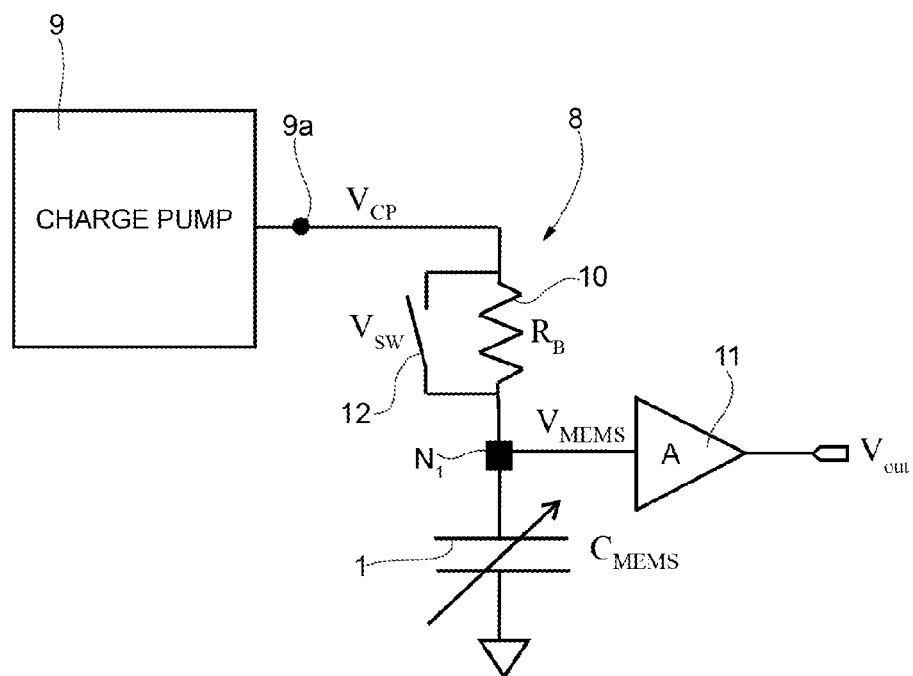 9
9a
8
CHARGE PUMP
V_CP
10
V_SW
R_B
12
11
V_MEMS
N_1
A
V_out
1
C_MEMS